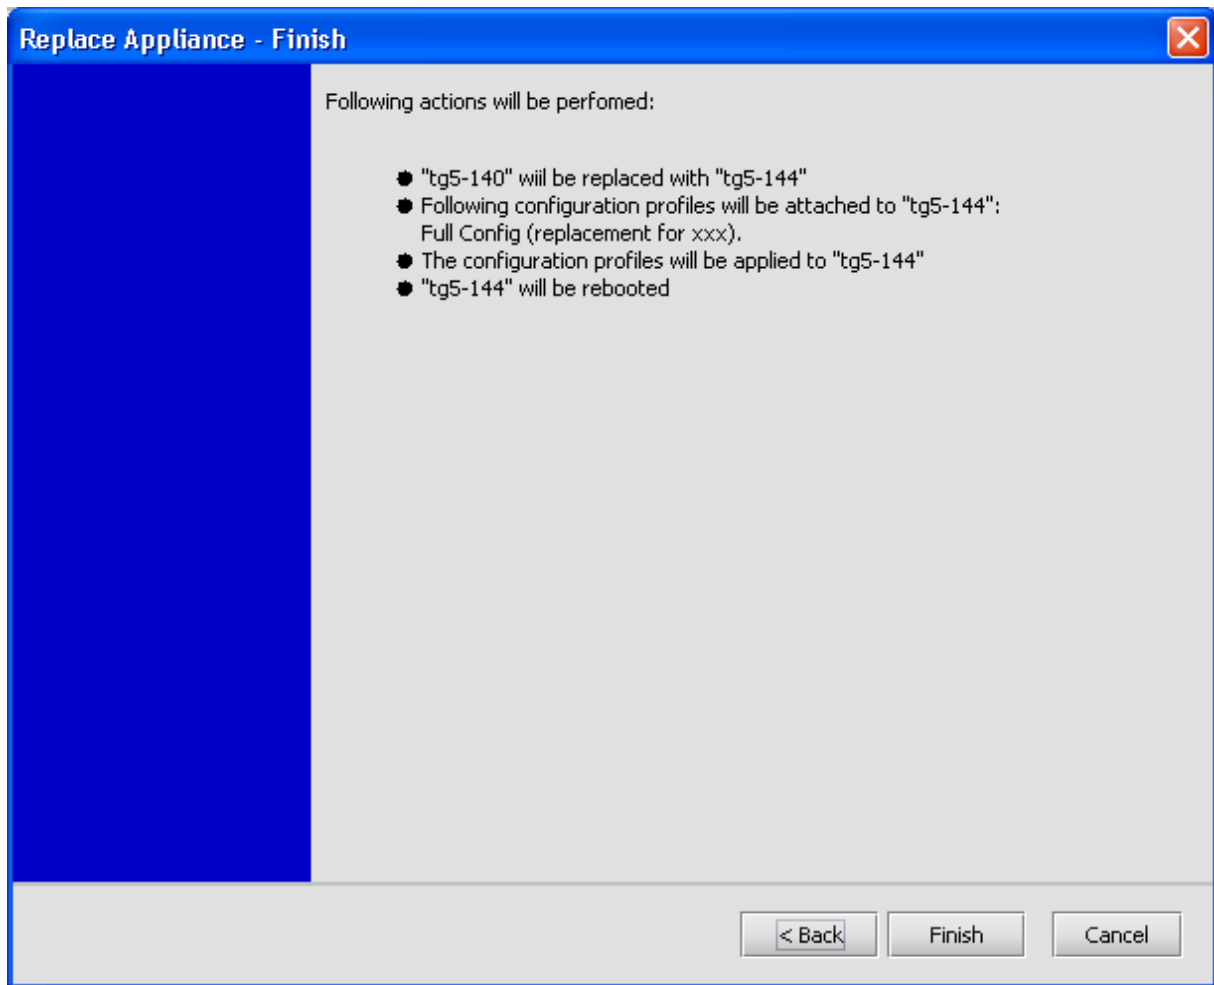 Replace Appliance - Finish
Following actions will be perfomed:
"tg5-140" wiil be replaced with "tg5-144"
Following configuration profiles will be attached to "tg5-144":
Full Config (replacement for xxx).
The configuration profiles will be applied to "tg5-144"
"tg5-144" will be rebooted
< Back
Finish
Cancel